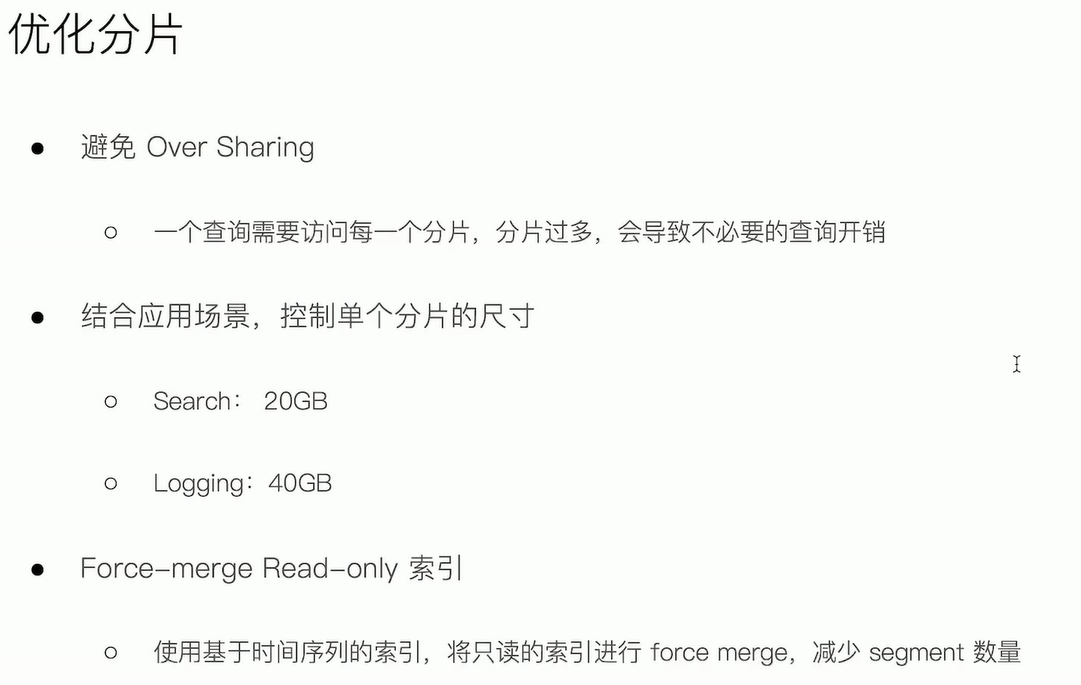 优化分片
避免 Over Sharing
一个查询需要访问每一个分片，分片过多，会导致不必要的查询开销
结合应用场景，控制单个分片的尺寸
Search： 20GB
Logging：40GB
Force-merge Read-only 索引
使用基于时间序列的索引，将只读的索引进行 force merge，减少 segment 数量